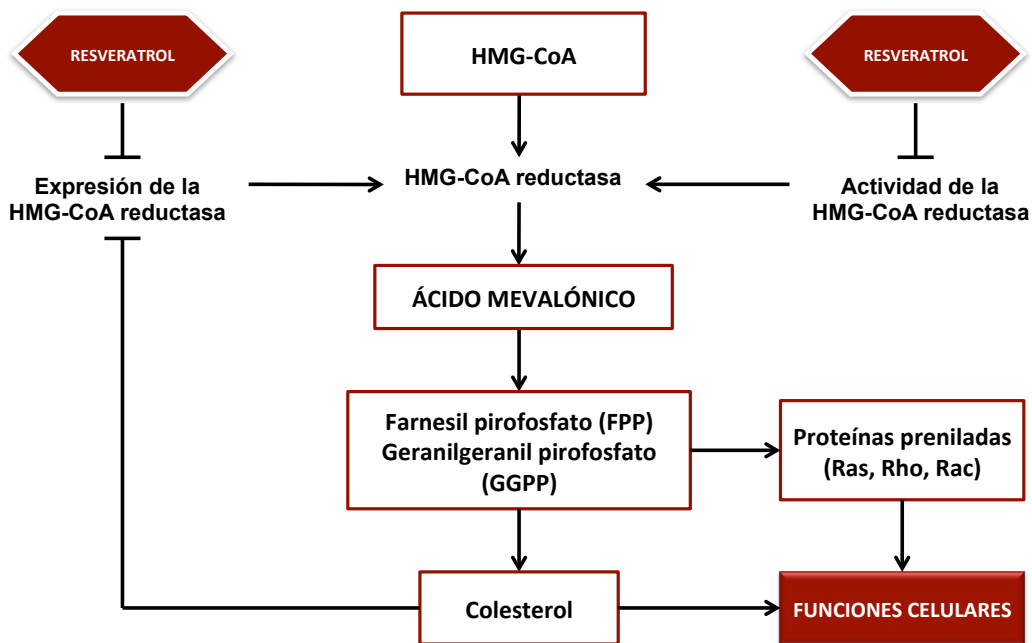 RESVERATROL
HMG-CoA
RESVERATROL
Expresión de la
HMG-CoA reductasa
HMG-CoA reductasa
Actividad de la
HMG-CoA reductasa
ÁCIDO MEVALÓNICO
Farnesil pirofosfato (FPP)
Geranilgeranil pirofosfato
(GGPP)
Proteínas preniladas
(Ras, Rho, Rac)
Colesterol
FUNCIONES CELULARES